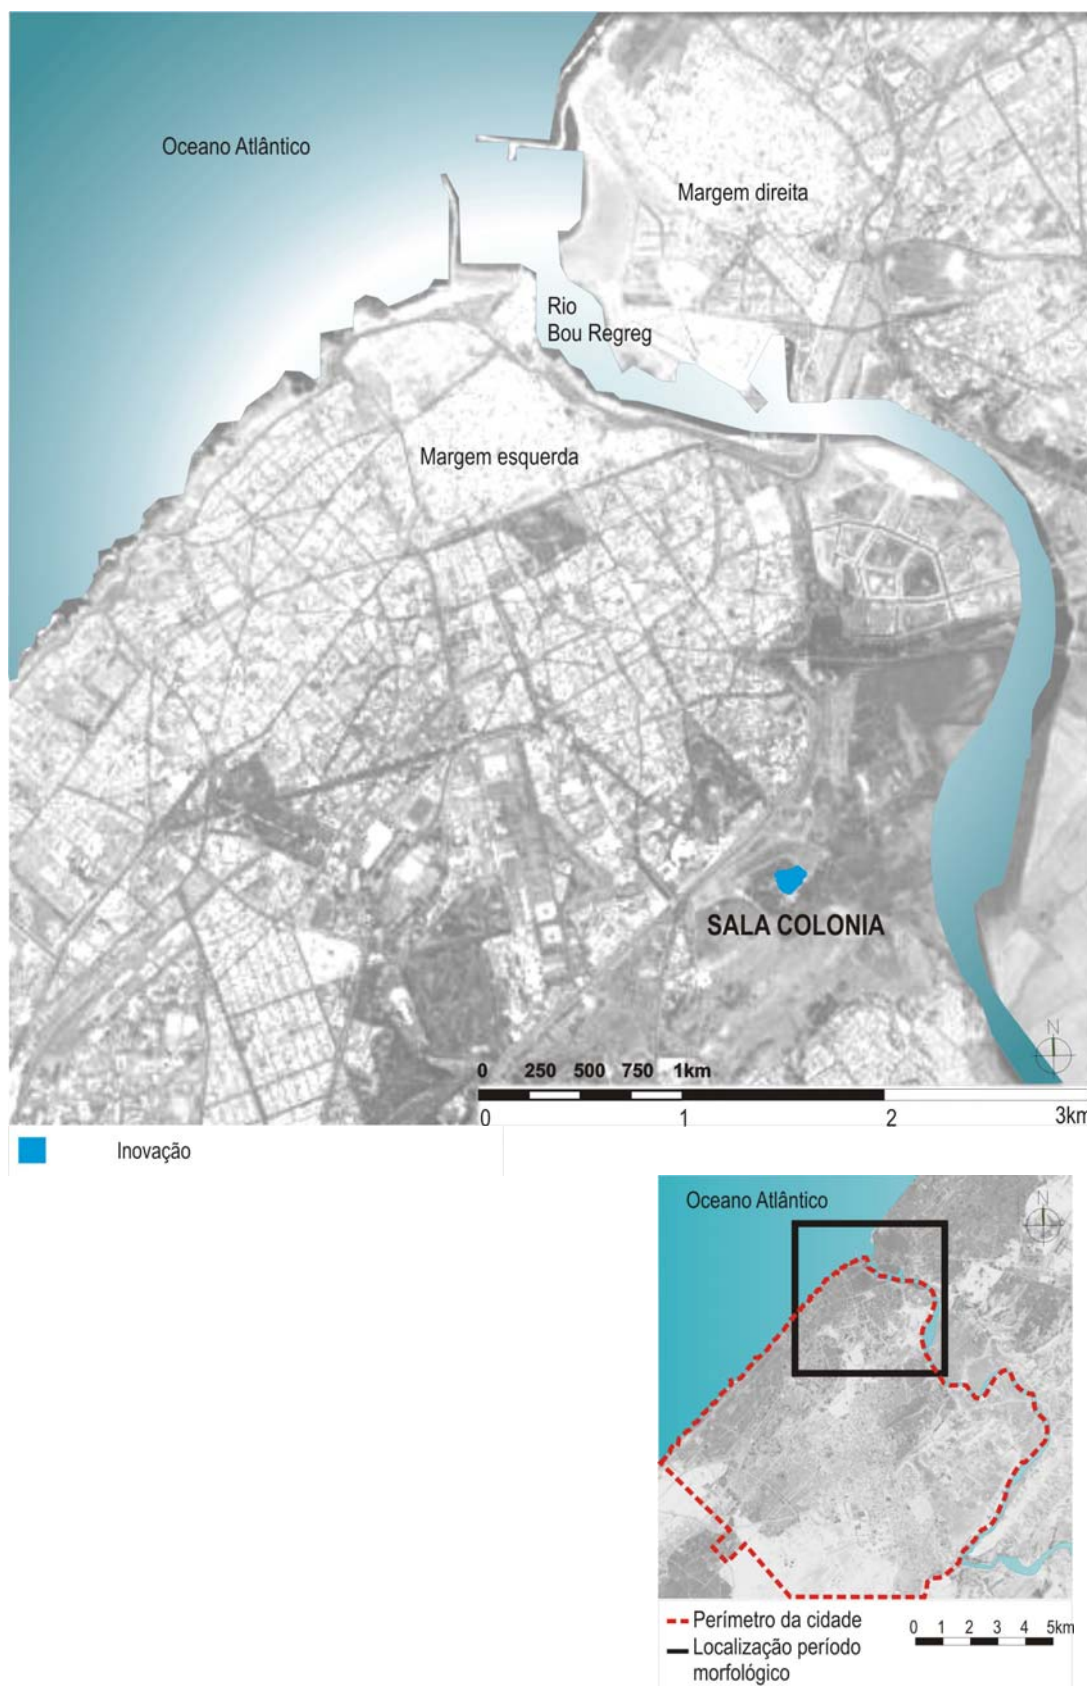 Oceano Atlântico
Margem direita
Rio
Bou Regreg
Margem esquerda
SALA COLONIA
N
0 250 500 750 1km
0 1 2 3km
Inovação
Oceano Atlântico
N
Perímetro da cidade
0 1 2 3 4 5km
Localização período
morfológico